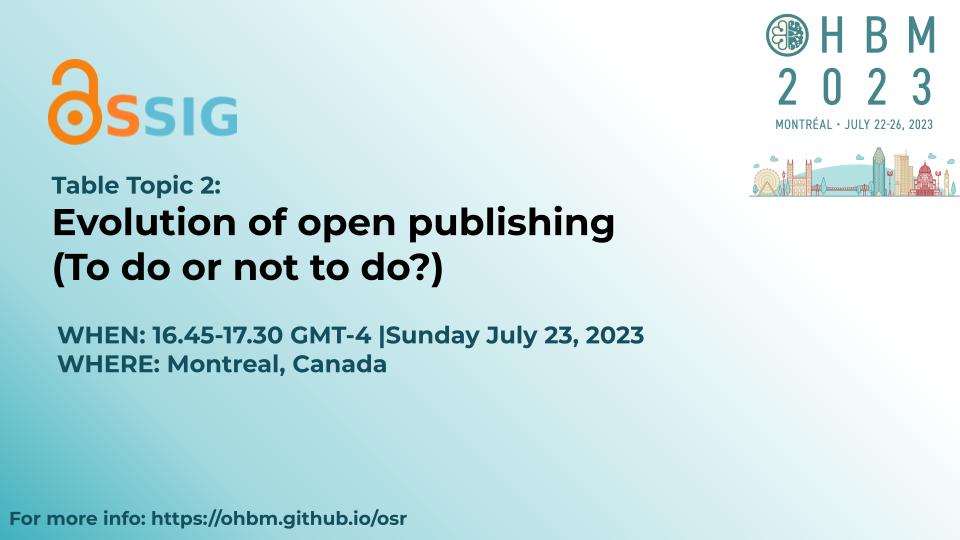 OHBM
2023
MONTRÉAL • JULY 22-26, 2023
OSSIG
Table Topic 2:
Evolution of open publishing
(To do or not to do?)
WHEN: 16.45-17.30 GMT-4 |Sunday July 23, 2023
WHERE: Montreal, Canada
For more info: https://ohbm.github.io/osr